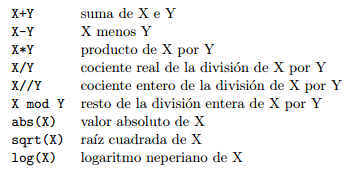 X+Y suma de X e Y
X-Y X menos Y
X*Y producto de X por Y
X/Y cociente real de la división de X por Y
X//Y cociente entero de la división de X por Y
X mod Y resto de la división entera de X por Y
abs(X) valor absoluto de X
sqrt(X) raíz cuadrada de X
log(X) logaritmo neperiano de X